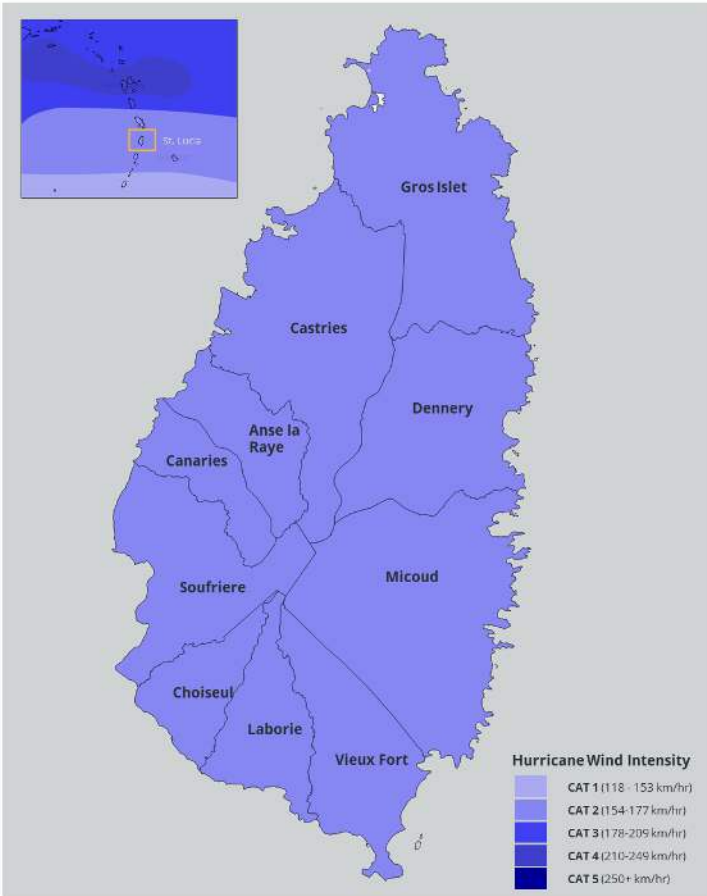 St. Luca
Gros Islet
Castries
Dennery
Anse la
Raye
Canaries
Micoud
Soufriere
Choiseul
Laborie
Vieux Fort
Hurricane Wind Intensity
CAT 1 (118 - 153 km/hr)
CAT 2 (154-177 km/hr)
CAT 3 (178-209 km/hr)
CAT 4 (210-249 km/hr)
CAT 5 (250+ km/hr)